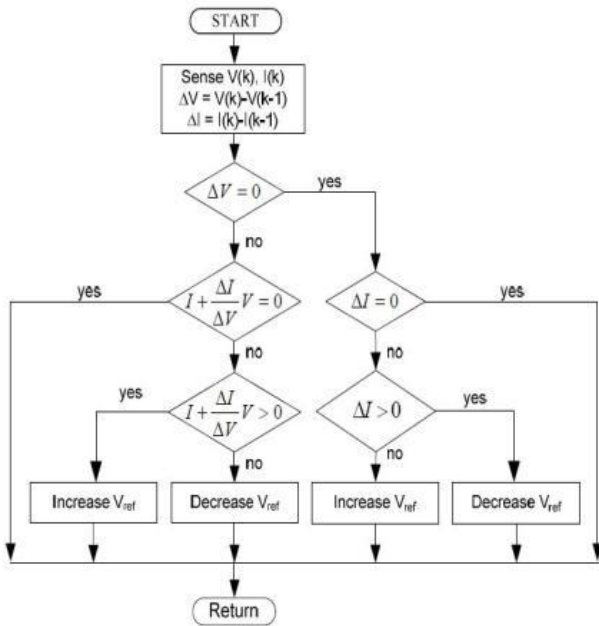 START
Sense V(k), I(k)
ΔV = V(k)-V(k-1)
ΔI = I(k)-I(k-1)
ΔV = 0
yes
no
yes
I + ΔI/ΔV V = 0
ΔI = 0
yes
no
no
yes
I + ΔI/ΔV V > 0
ΔI > 0
yes
no
no
Increase Vref
Decrease Vref
Increase Vref
Decrease Vref
Return